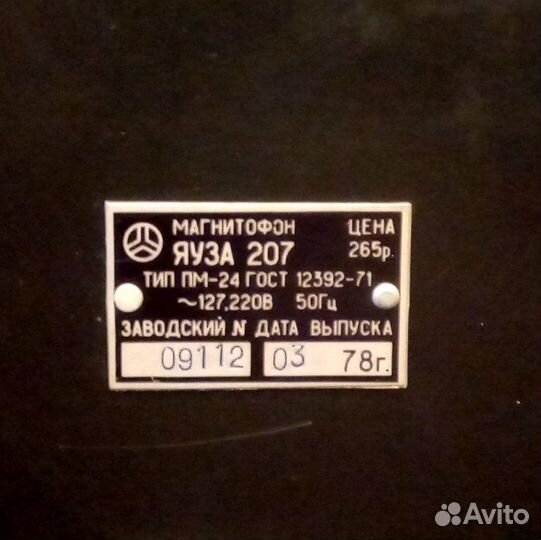 МАГНИТОФОН ЦЕНА
ЯУЗА 207 265р.
ТИП ПМ-24 ГОСТ 12392-71
~127,220В 50Гц
ЗАВОДСКИЙ N ДАТА ВЫПУСКА
09112 03 78г.
Avito